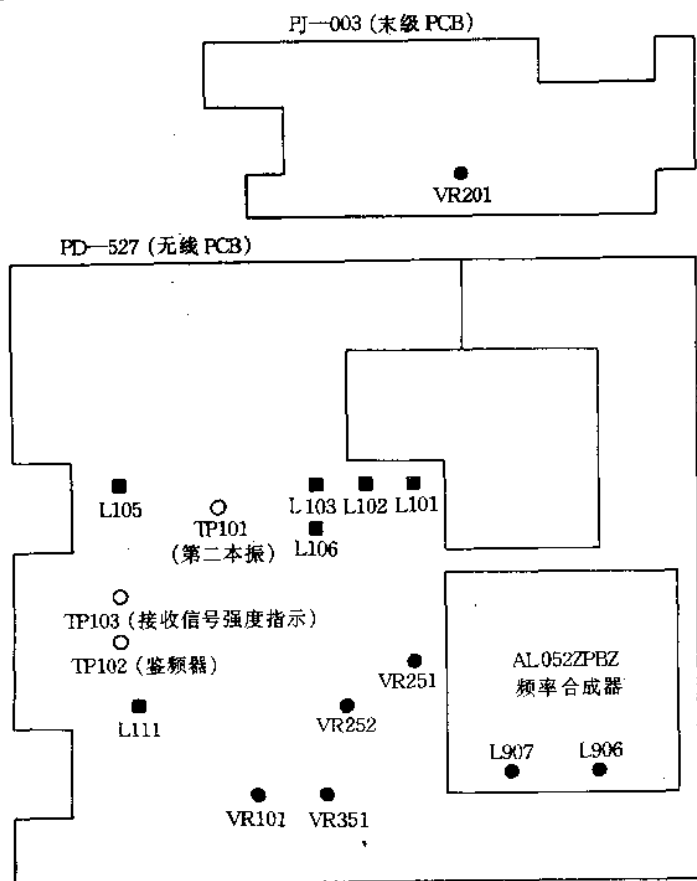 PJ—003 (末级 PCB)
VR201
PD—527 (无线 PCB)
L105
TP101
(第二本振)
L103
L102
L101
L106
TP103 (接收信号强度指示)
TP102 (鉴频器)
L111
VR251
VR252
AL052ZPBZ
频率合成器
L907
L906
VR101
VR351